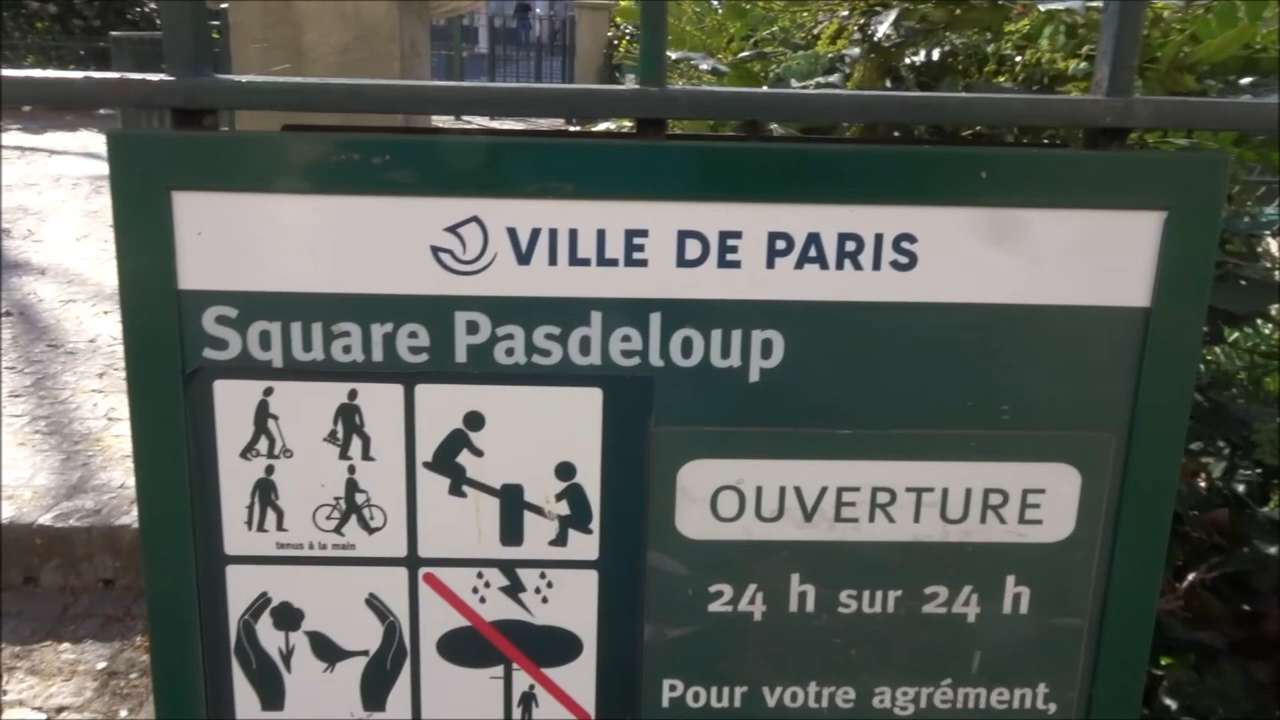 VILLE DE PARIS
Square Pasdeloup
tenus à la main
OUVERTURE
24 h sur 24 h
Pour votre agrément,